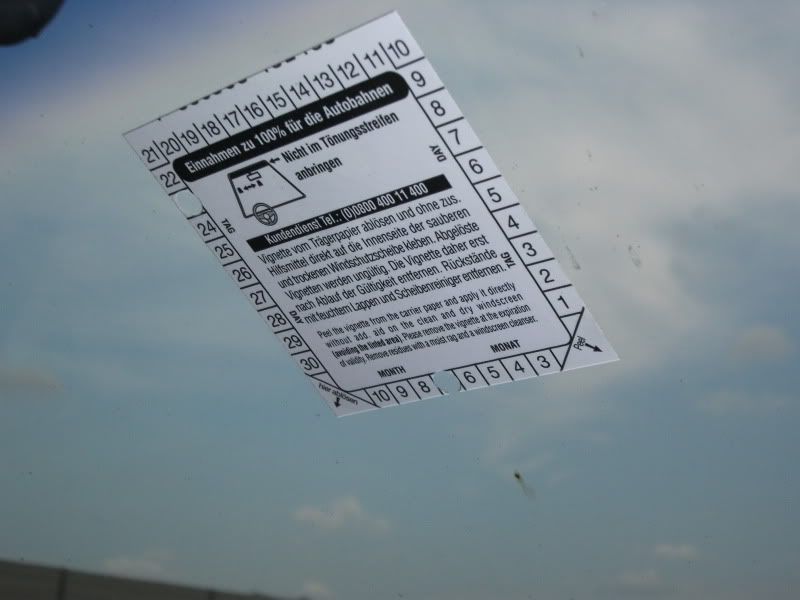 10
11
12
13
14
15
16
17
18
19
20
21
22
24
25
26
27
28
29
30
9
8
7
6
5
4
3
2
1
Einnahmen zu 100% für die Autobahnen
Nicht im Tönungsstreifen
anbringen
DAY
TAG
Kundendienst Tel.: (0)0800 400 11 400
Vignette vom Trägerpapier ablösen und ohne zus.
Hilfsmittel direkt auf die Innenseite der sauberen
und trockenen Windschutzscheibe kleben. Abgelöste
Vignetten werden ungültig. Die Vignette daher erst
nach Ablauf der Gültigkeit entfernen. Rückstände
mit feuchtem Lappen und Scheibenreiniger entfernen.
TAG
DAY
Peel the vignette from the carrier paper and apply it directly
without add. aid on the clean and dry windscreen
(avoiding the tinted area). Please remove the vignette at the expiration
of validity. Remove residues with a moist rag and a windscreen cleanser.
MONTH
MONAT
10 9 8 6 5 4 3
hier ablösen
Peel